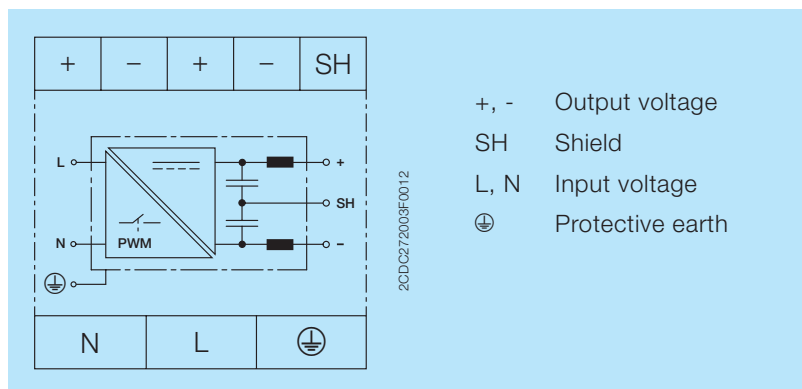 + − + − SH
L +
SH
N PWM −
2CDC272003F0012
N L ⏚
+, - Output voltage
SH Shield
L, N Input voltage
⏚ Protective earth